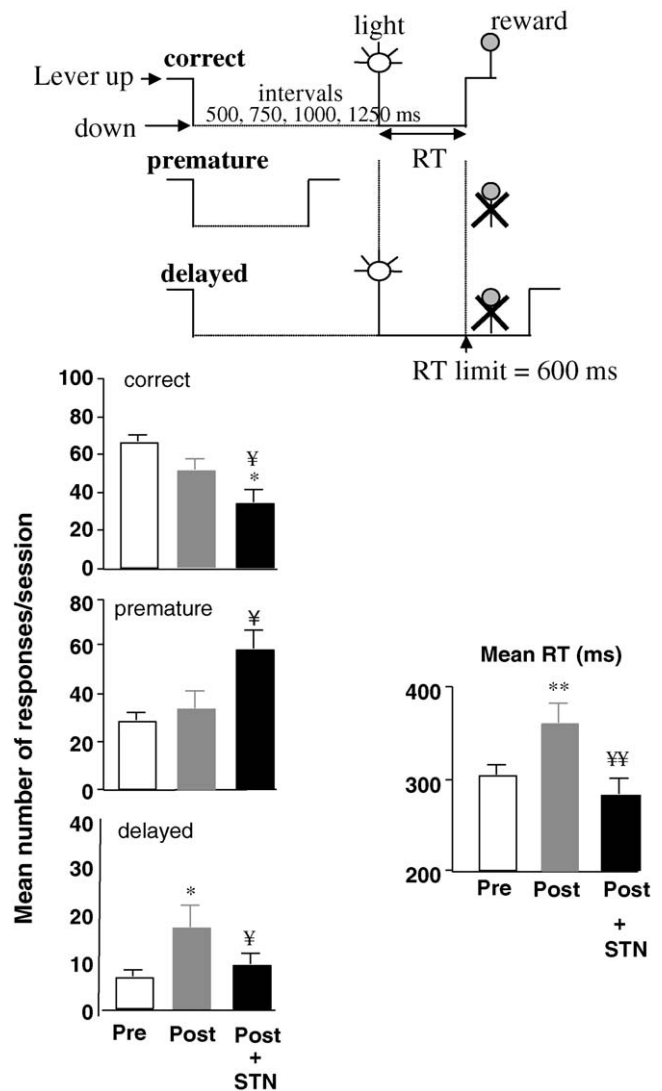 light
reward
correct
Lever up
intervals
500, 750, 1000, 1250 ms
down
RT
premature
delayed
RT limit = 600 ms
Mean number of responses/session
100
80
60
40
20
0
correct
¥
*
80
60
40
20
0
premature
¥
40
30
20
10
0
delayed
*
¥
Pre
Post
Post
+
STN
Mean RT (ms)
400
300
200
**
¥¥
Pre
Post
Post
+
STN